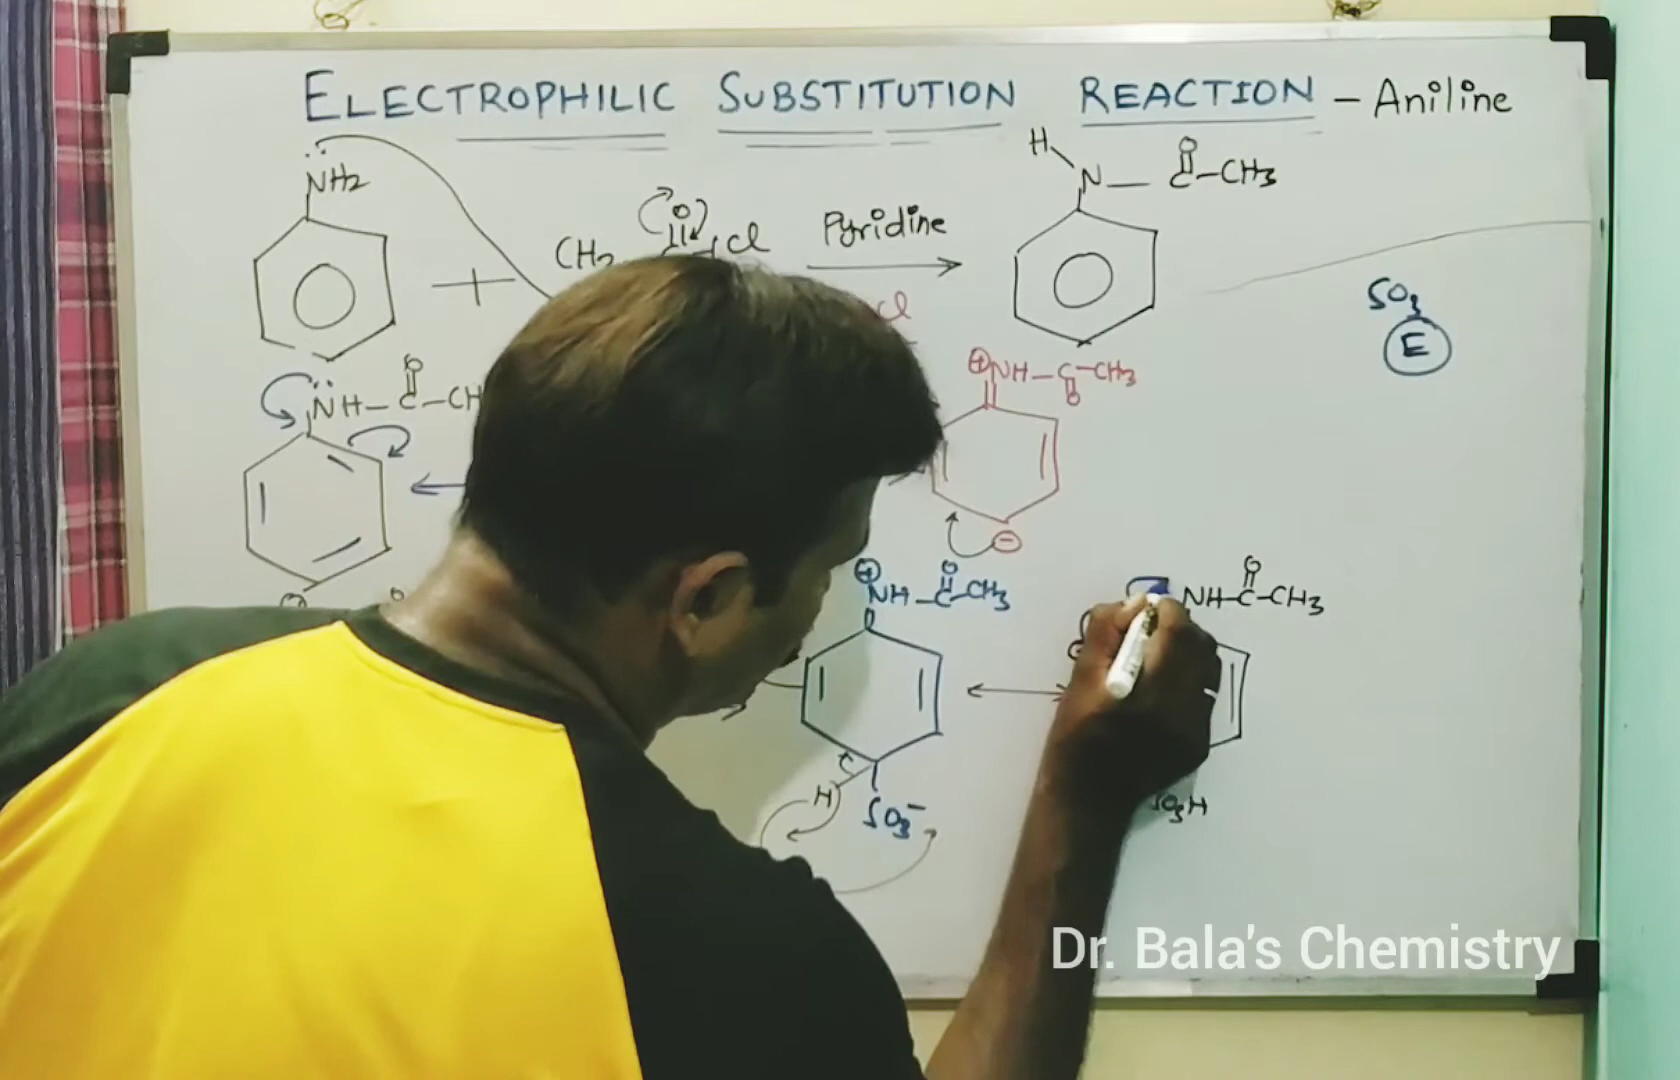 ELECTROPHILIC SUBSTITUTION REACTION - Aniline
NH2
Cl
Pyridine
H
N
O
C-CH3
SO3
E
NH-C-CH
O
⊕NH-C-CH3
O
⊖
⊕NH-C-CH3
O
H
SO3-
NH-C-CH3
O
SO3H
Dr. Bala's Chemistry